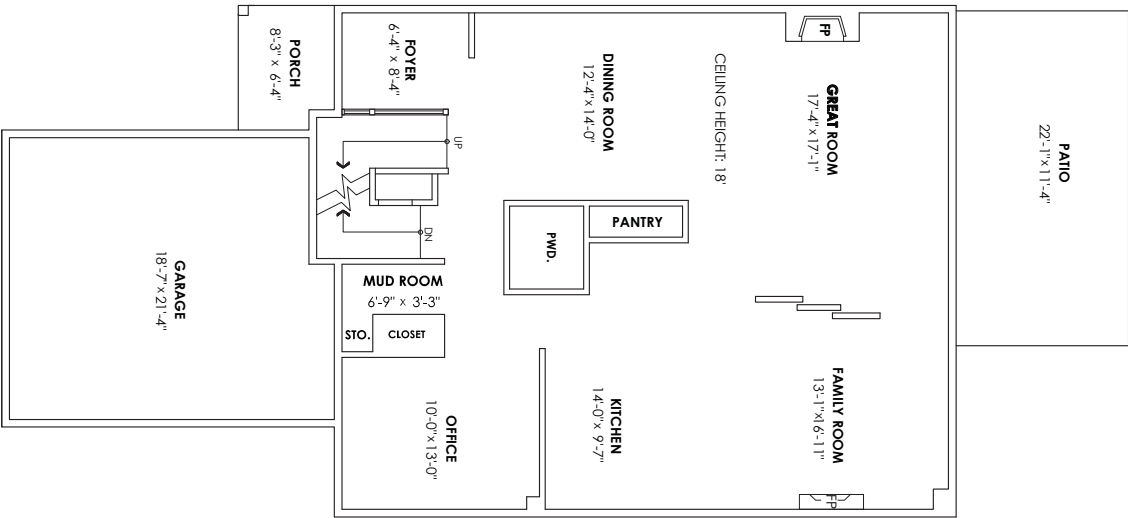 PORCH
8'-3" x 6'-4"
FOYER
6'-4" x 8'-4"
DINING ROOM
12'-4"x 14'-0"
CEILING HEIGHT: 18'
FP
GREAT ROOM
17'-4"x 17'-1"
PATIO
22'-1"x 11'-4"
UP
DN
PWD.
PANTRY
GARAGE
18'-7"x 21'-4"
MUD ROOM
6'-9" x 3'-3"
STO.
CLOSET
OFFICE
10'-0"x 13'-0"
KITCHEN
14'-0"x 9'-7"
FAMILY ROOM
13'-1"x16'-11"
FP